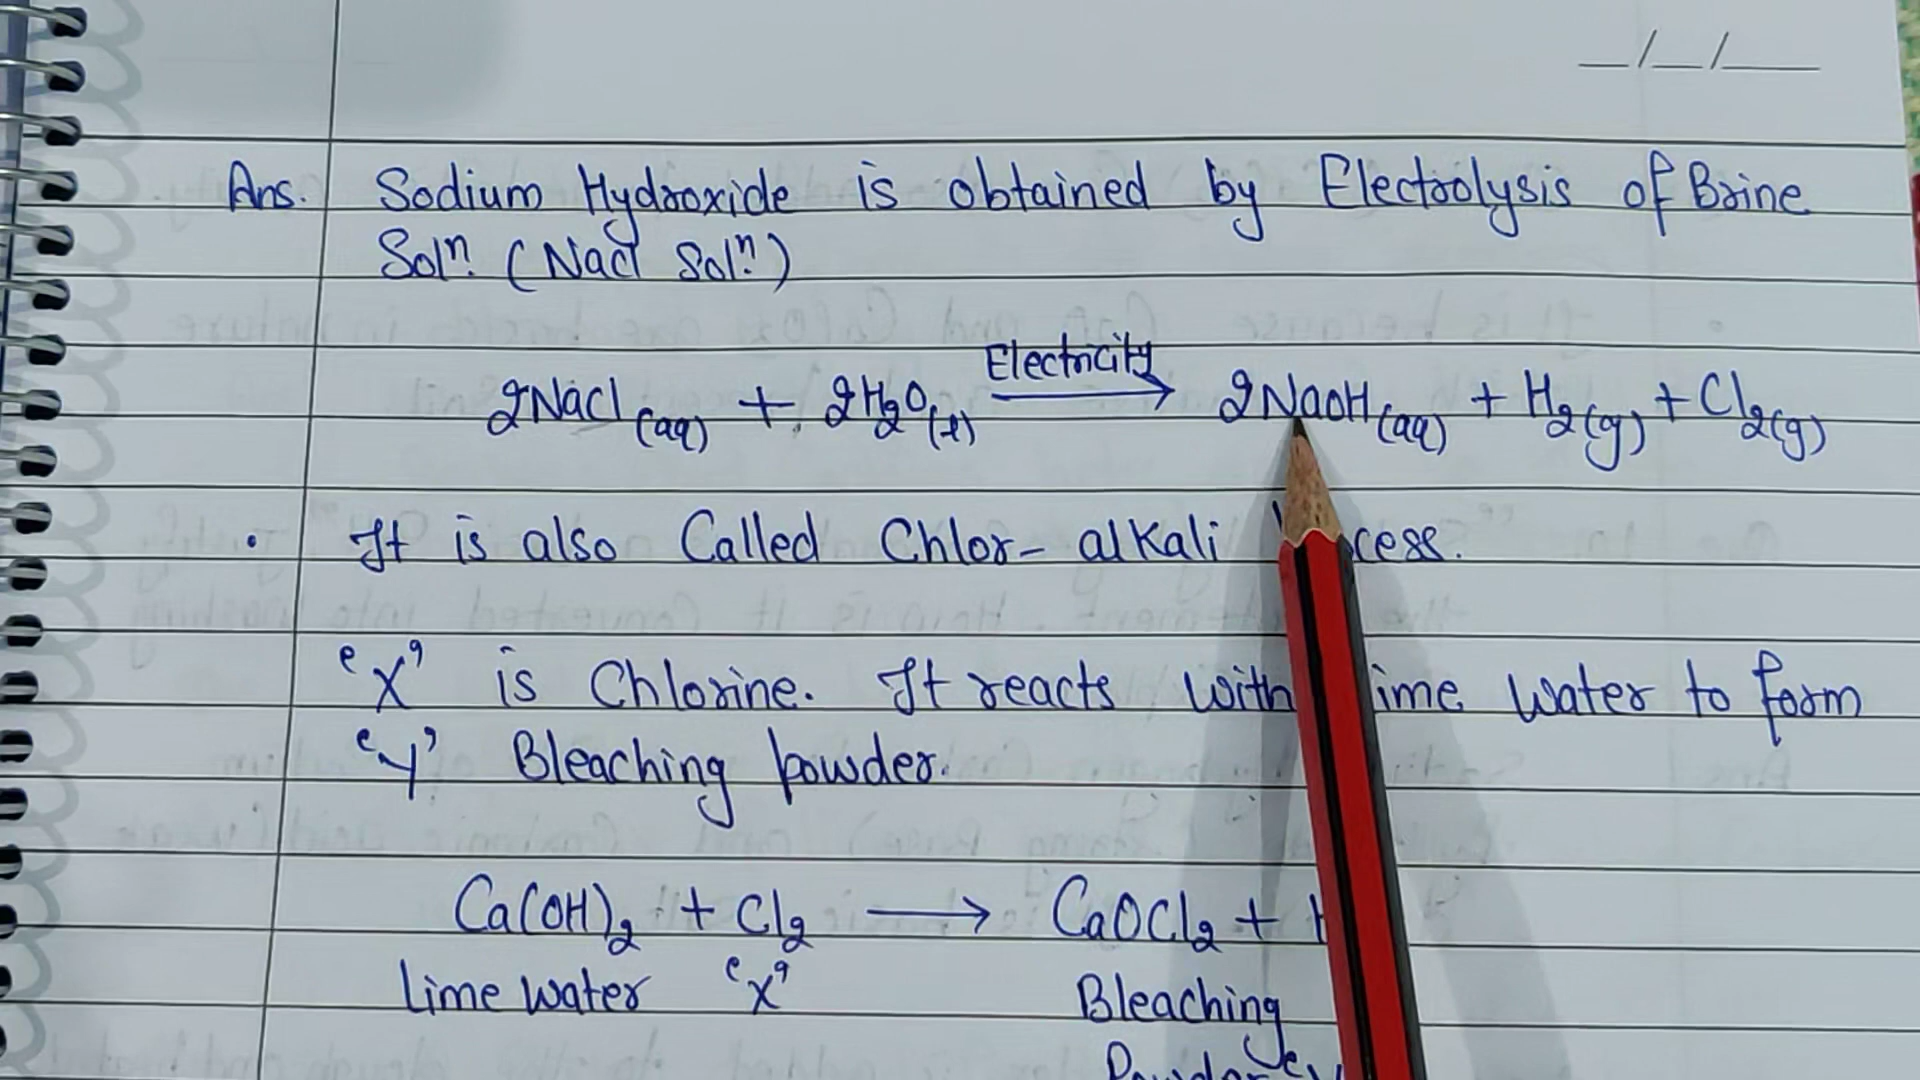 _/_/_
Ans. Sodium Hydroxide is obtained by Electrolysis of Brine
Solⁿ. (Nacl Solⁿ.)
2Nacl(aq) + 2H₂O(l) Electricity → 2NaOH(aq) + H₂(g) + Cl₂(g)
• It is also Called Chlor-alkali cess.
'X' is Chlorine. It reacts with ime Water to form
'Y' Bleaching powder.
Ca(OH)₂ + Cl₂ → CaOCl₂ +
Lime Water 'X' Bleaching
Powder